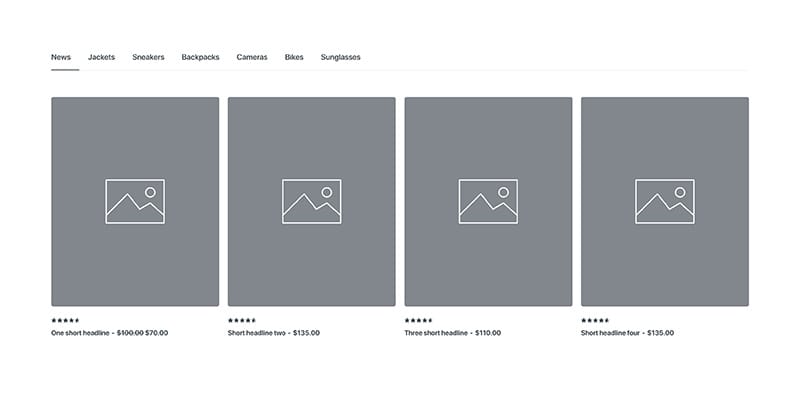 News Jackets Sneakers Backpacks Cameras Bikes Sunglasses
One short headline - $100.00 $70.00
Short headline two - $135.00
Three short headline - $110.00
Short headline four - $135.00